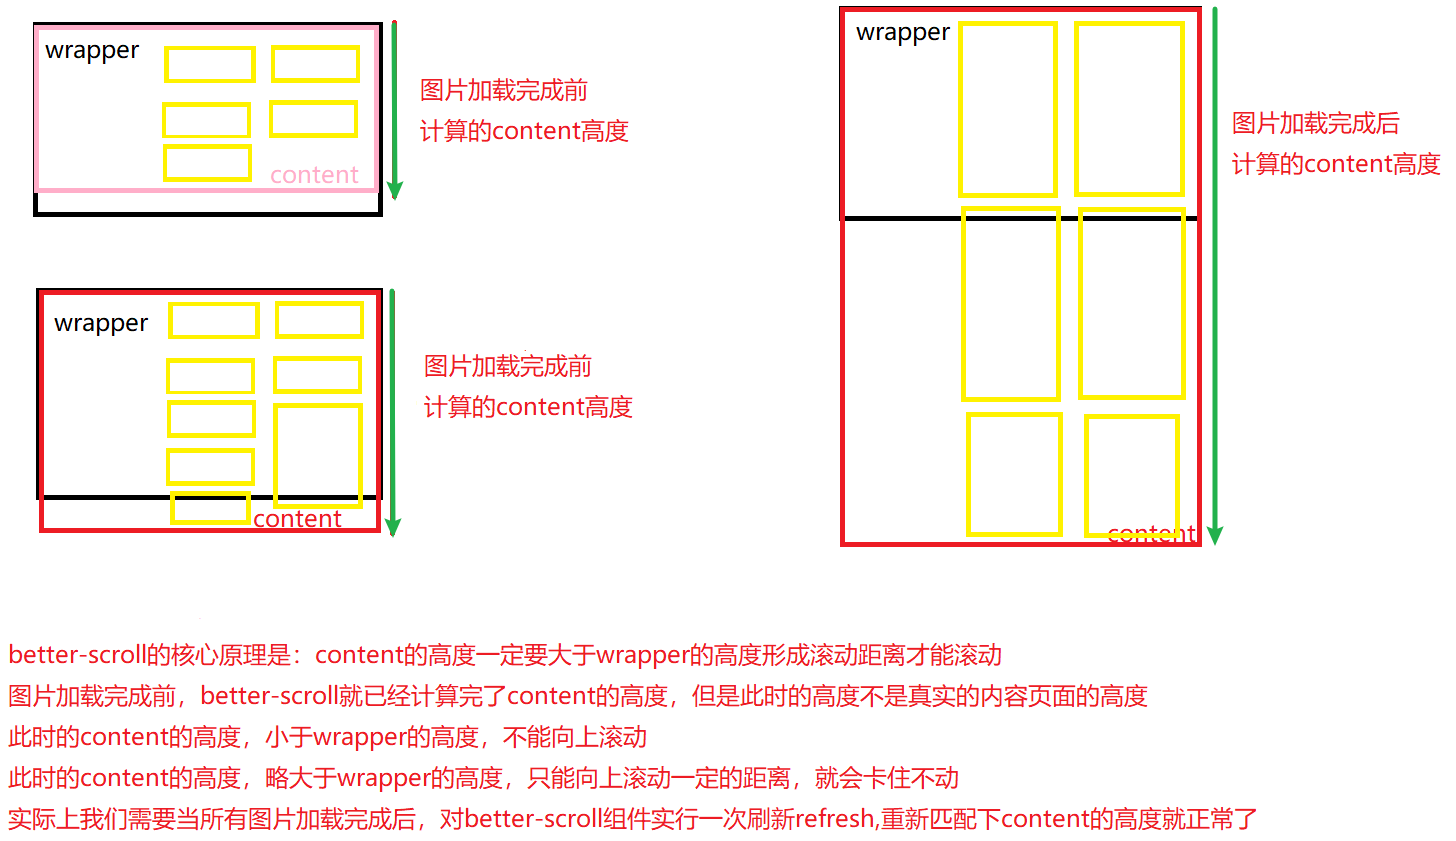 wrapper
图片加载完成前
计算的content高度
content
wrapper
图片加载完成后
计算的content高度
content
wrapper
图片加载完成前
计算的content高度
content
better-scroll的核心原理是：content的高度一定要大于wrapper的高度形成滚动距离才能滚动
图片加载完成前，better-scroll就已经计算完了content的高度，但是此时的高度不是真实的内容页面的高度
此时的content的高度，小于wrapper的高度，不能向上滚动
此时的content的高度，略大于wrapper的高度，只能向上滚动一定的距离，就会卡住不动
实际上我们需要当所有图片加载完成后，对better-scroll组件实行一次刷新refresh,重新匹配下content的高度就正常了